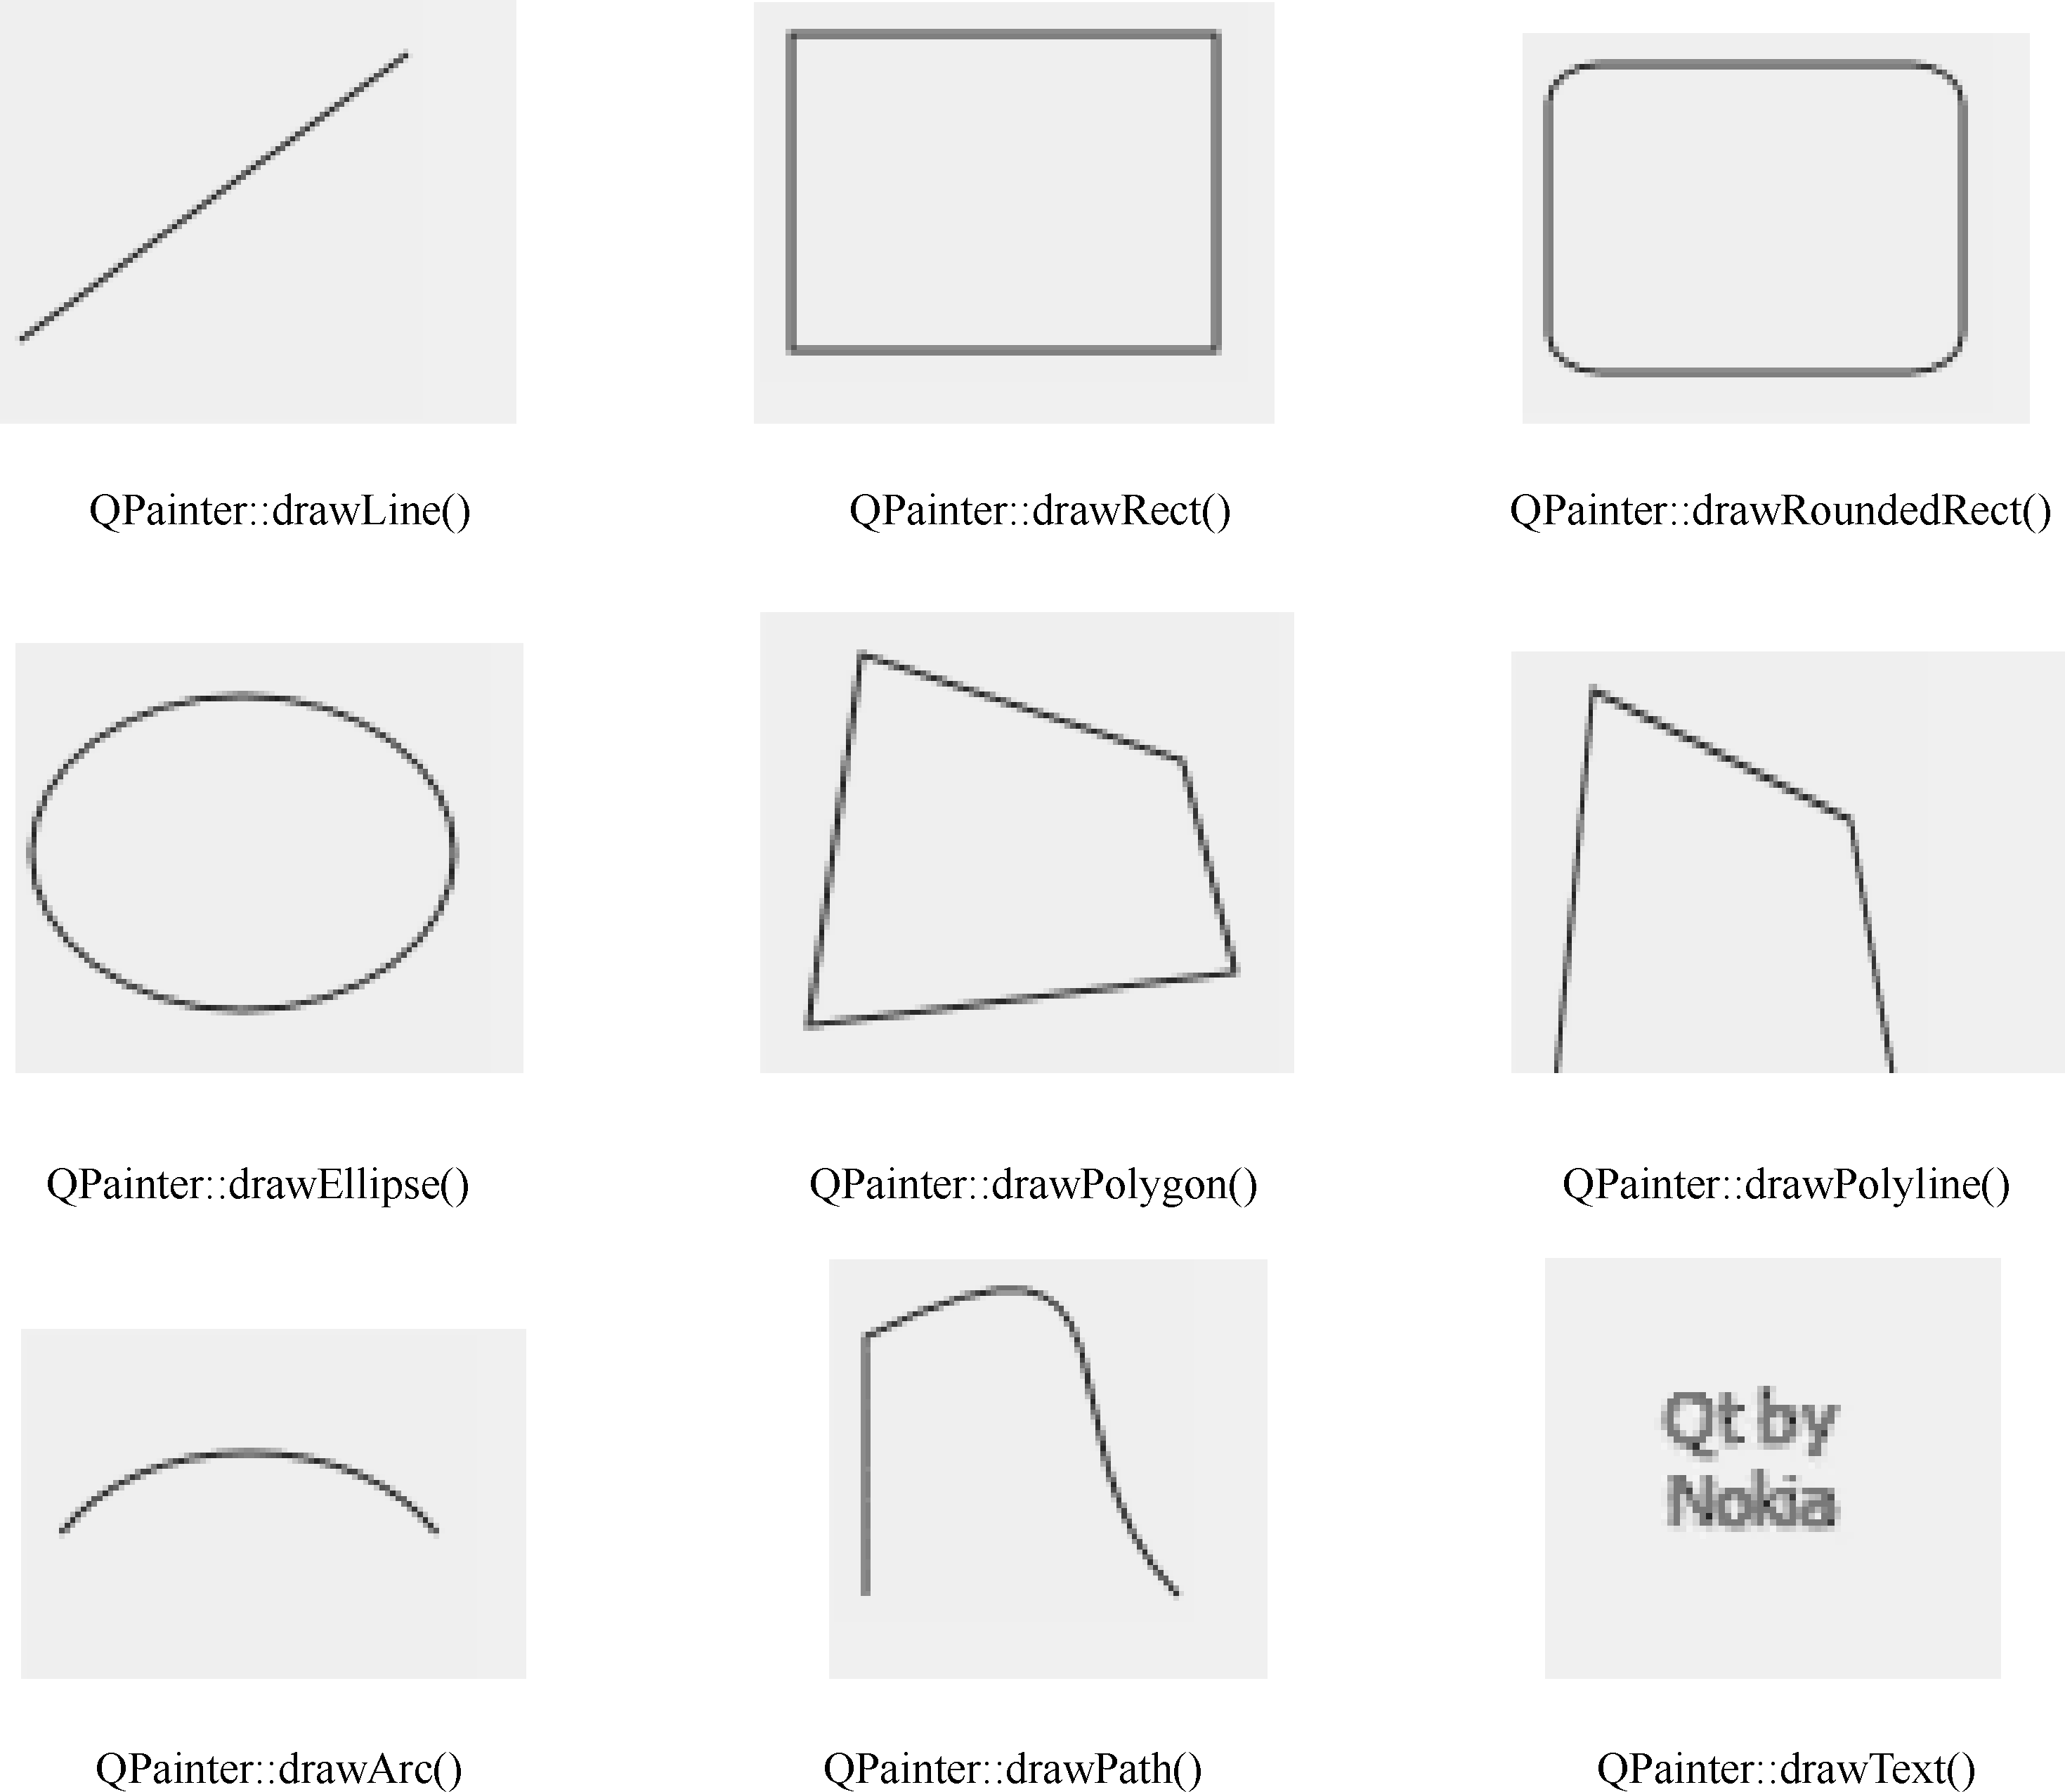 QPainter::drawLine()
QPainter::drawRect()
QPainter::drawRoundedRect()
QPainter::drawEllipse()
QPainter::drawPolygon()
QPainter::drawPolyline()
Qt by
Nokia
QPainter::drawArc()
QPainter::drawPath()
QPainter::drawText()